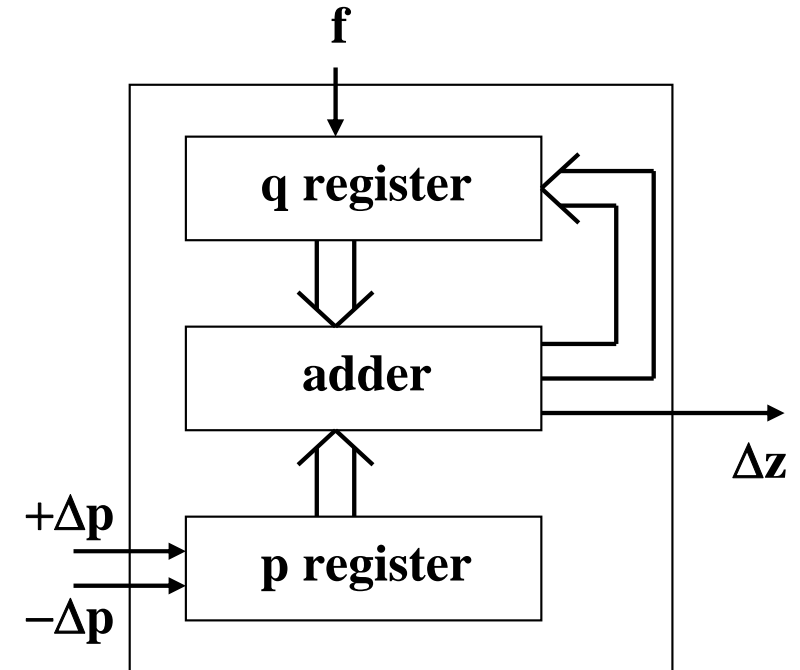 f
q register
adder
Δz
+Δp
p register
−Δp